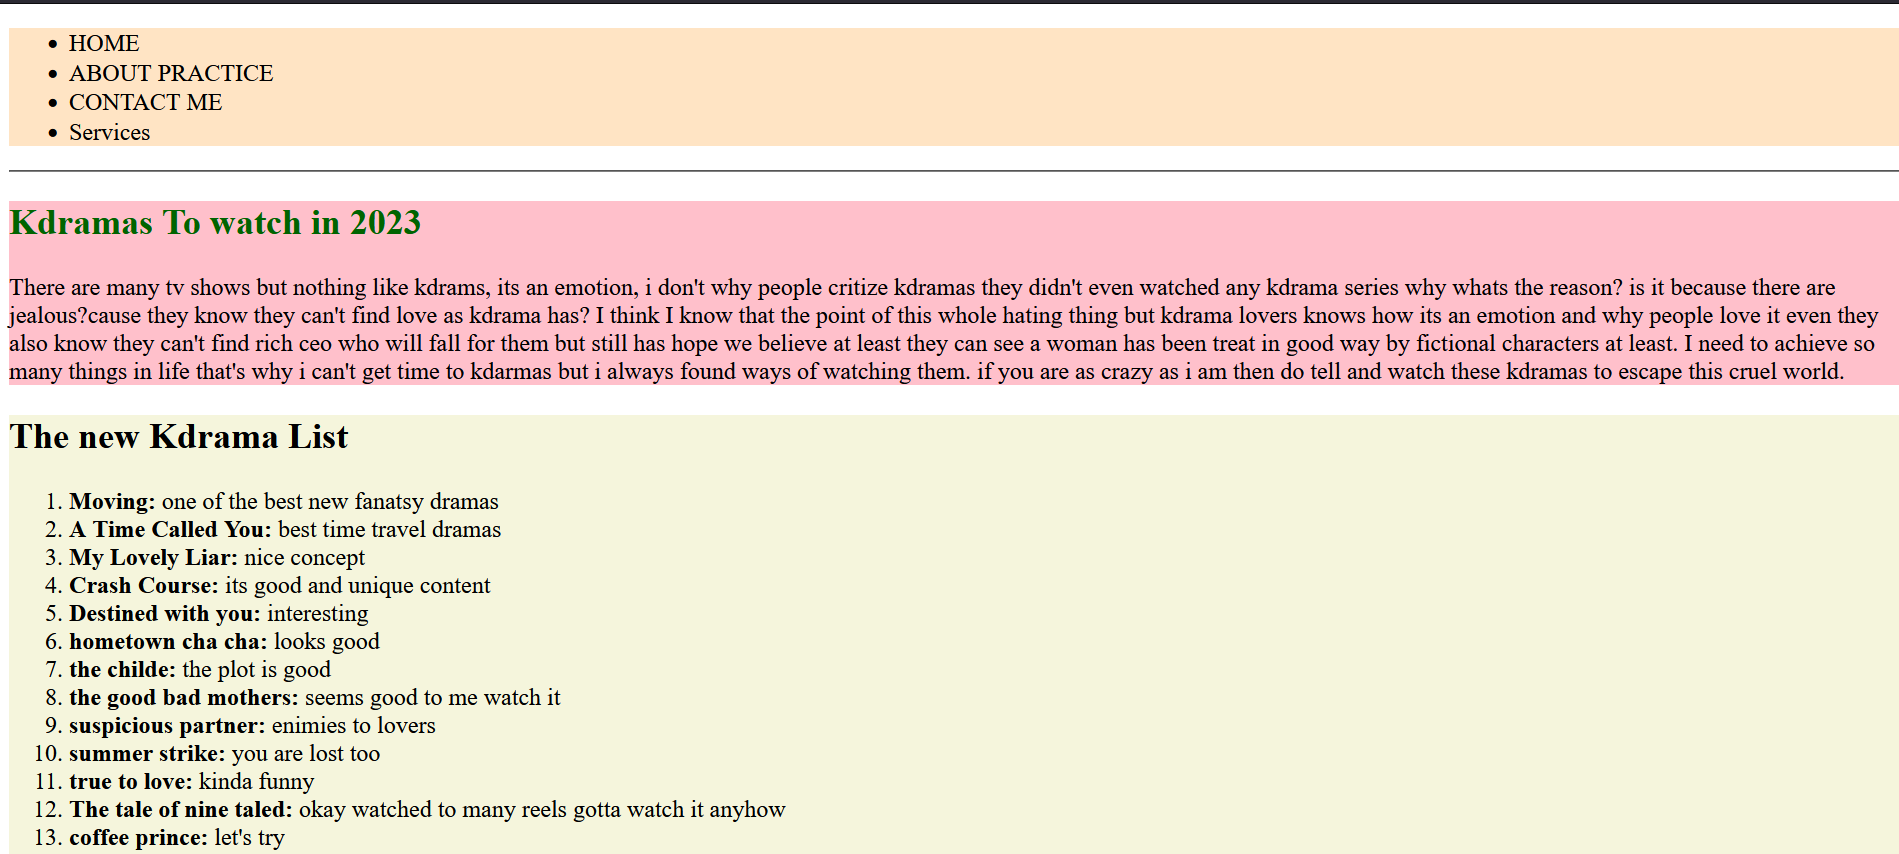 HOME
ABOUT PRACTICE
CONTACT ME
Services
Kdramas To watch in 2023
There are many tv shows but nothing like kdrams, its an emotion, i don't why people critize kdramas they didn't even watched any kdrama series why whats the reason? is it because there are
jealous?cause they know they can't find love as kdrama has? I think I know that the point of this whole hating thing but kdrama lovers knows how its an emotion and why people love it even they
also know they can't find rich ceo who will fall for them but still has hope we believe at least they can see a woman has been treat in good way by fictional characters at least. I need to achieve so
many things in life that's why i can't get time to kdarmas but i always found ways of watching them. if you are as crazy as i am then do tell and watch these kdramas to escape this cruel world.
The new Kdrama List
1. Moving: one of the best new fanatsy dramas
2. A Time Called You: best time travel dramas
3. My Lovely Liar: nice concept
4. Crash Course: its good and unique content
5. Destined with you: interesting
6. hometown cha cha: looks good
7. the childe: the plot is good
8. the good bad mothers: seems good to me watch it
9. suspicious partner: enimies to lovers
10. summer strike: you are lost too
11. true to love: kinda funny
12. The tale of nine taled: okay watched to many reels gotta watch it anyhow
13. coffee prince: let's try